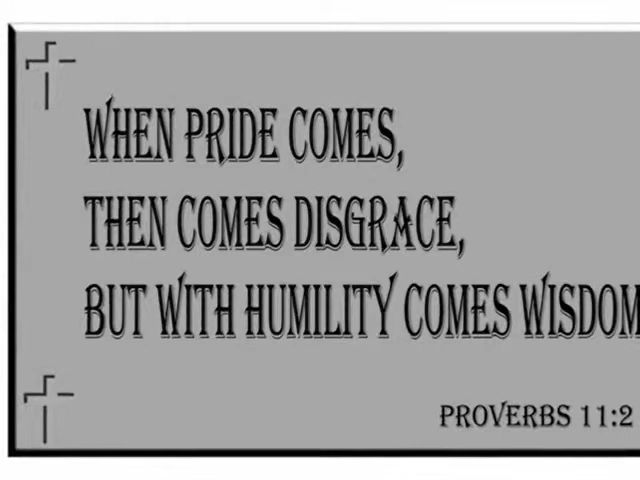 WHEN PRIDE COMES,
THEN COMES DISGRACE,
BUT WITH HUMILITY COMES WISDOM
PROVERBS 11:2